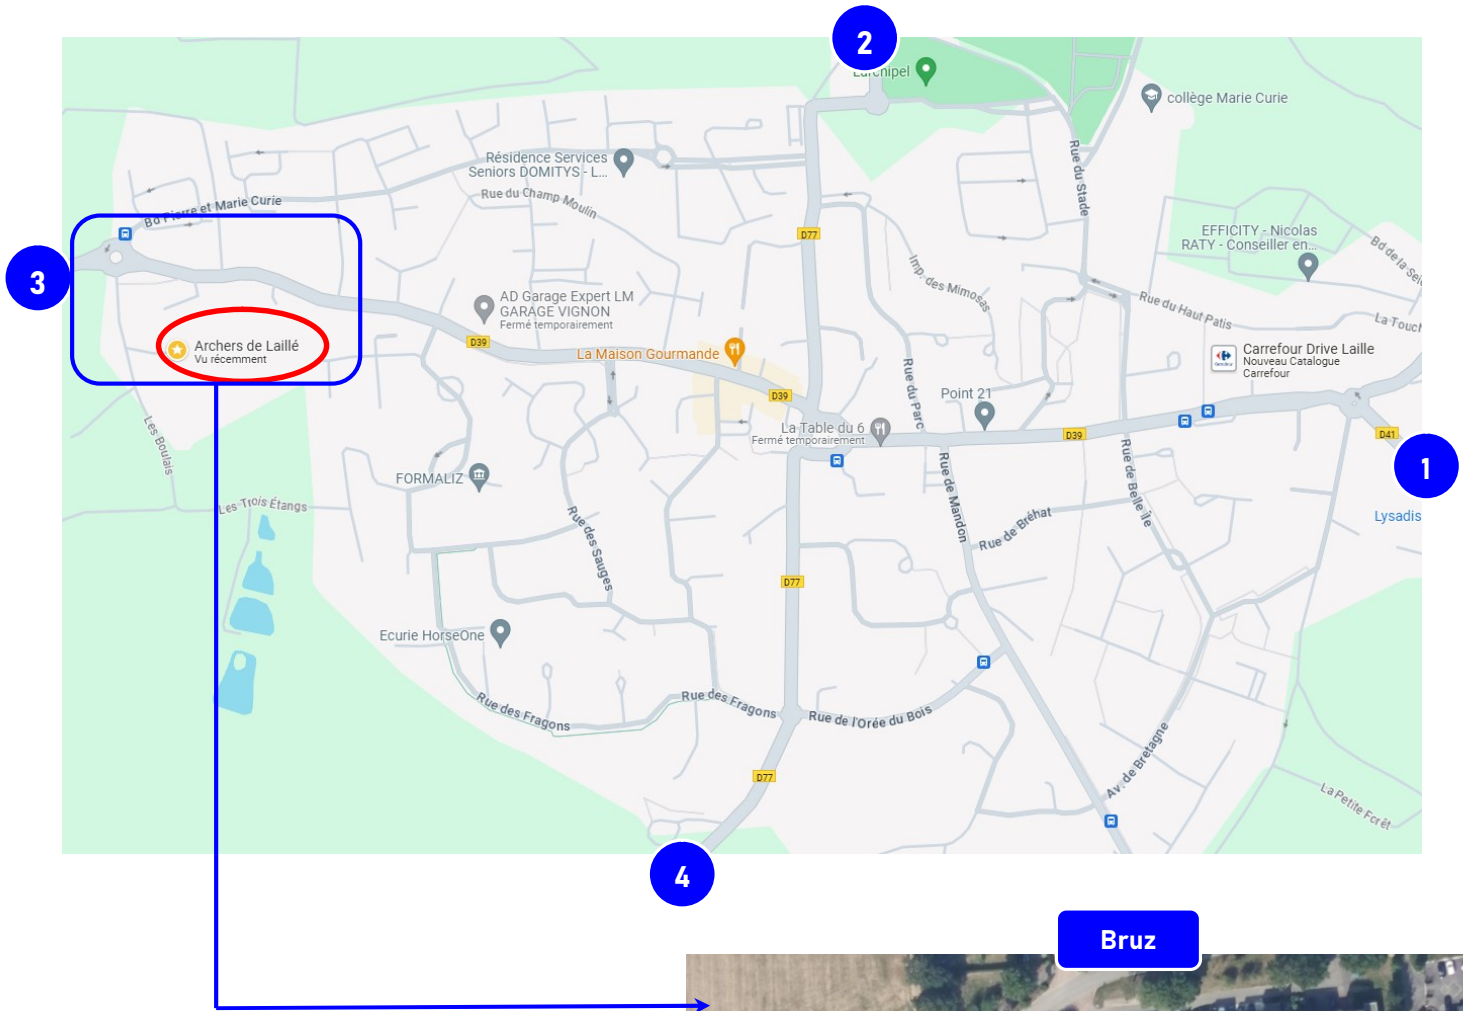 2
Larchipel
collège Marie Curie
Résidence Services
Seniors DOMITYS - L...
Rue du Champ Moulin
Rue du Stade
Bd Pierre et Marie Curie
D77
EFFICITY - Nicolas
RATY - Conseiller en...
Bd de la Sei
3
Imp. des Mimosas
AD Garage Expert LM
GARAGE VIGNON
Fermé temporairement
Rue du Haut Patis
La Touch
Archers de Laillé
Vu récemment
D39
La Maison Gourmande
Carrefour Drive Laille
Nouveau Catalogue
Carrefour
Rue du Parc
Point 21
D39
La Table du 6
Fermé temporairement
D39
D41
1
Les Boulais
FORMALIZ
Rue de Mandon
Rue de Belle Île
Les Trois Étangs
Rue des Sauges
Rue de Bréhat
Lysadis
D77
Ecurie HorseOne
Rue des Fragons
Rue des Fragons
Rue de l'Orée du Bois
Av. de Bretagne
D77
La Petite Forêt
4
Bruz